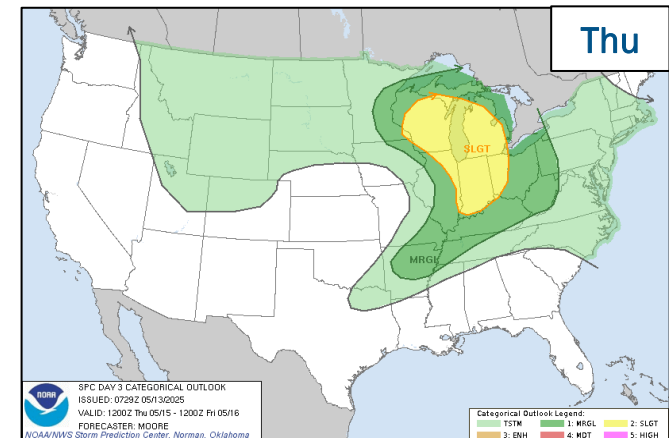 Thu
SLGT
MRGL
NOAA
SPC DAY 3 CATEGORICAL OUTLOOK
ISSUED: 0729Z 05/13/2025
VALID: 1200Z Thu 05/15 - 1200Z Fri 05/16
FORECASTER: MOORE
NOAA/NWS Storm Prediction Center, Norman, Oklahoma
Categorical Outlook Legend:
TSTM 1: MRGL 2: SLGT
3: ENH 4: MDT 5: HIGH